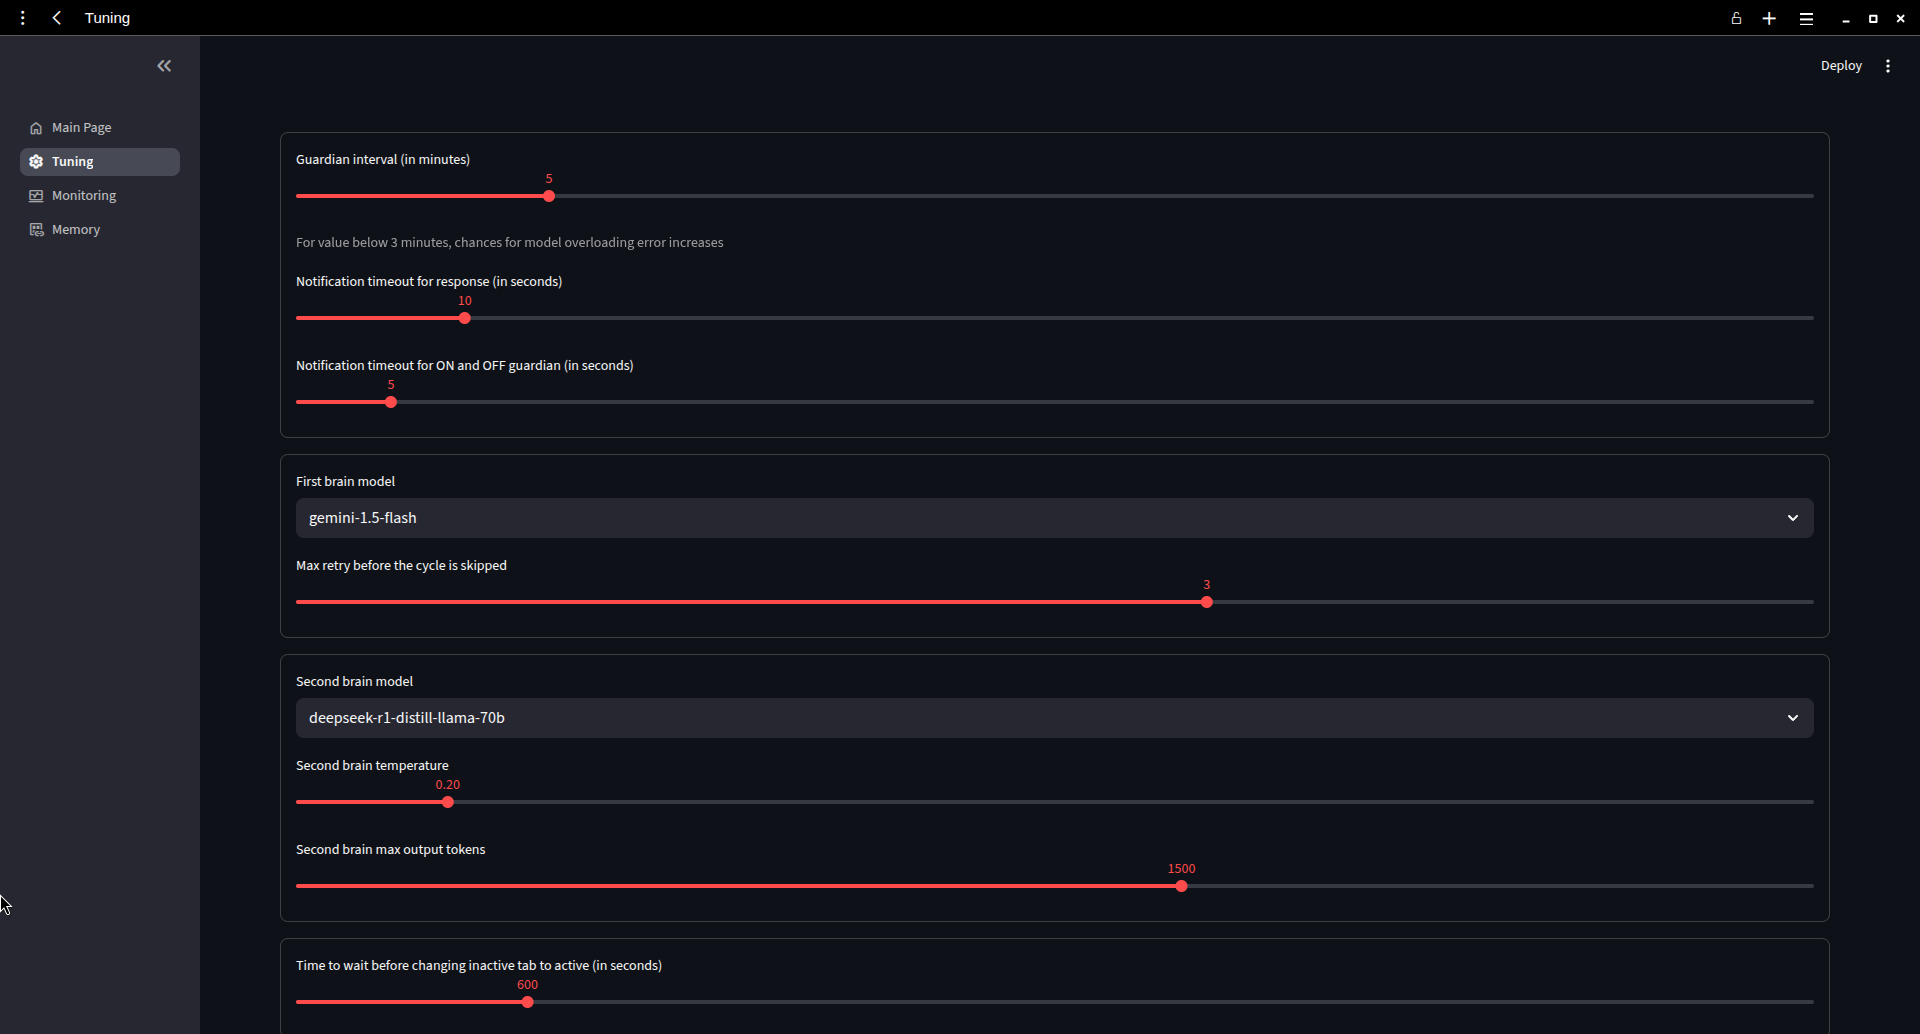 Tuning
Deploy
Main Page
Tuning
Monitoring
Memory
Guardian interval (in minutes)
5
For value below 3 minutes, chances for model overloading error increases
Notification timeout for response (in seconds)
10
Notification timeout for ON and OFF guardian (in seconds)
5
First brain model
gemini-1.5-flash
Max retry before the cycle is skipped
3
Second brain model
deepseek-r1-distill-llama-70b
Second brain temperature
0.20
Second brain max output tokens
1500
Time to wait before changing inactive tab to active (in seconds)
600